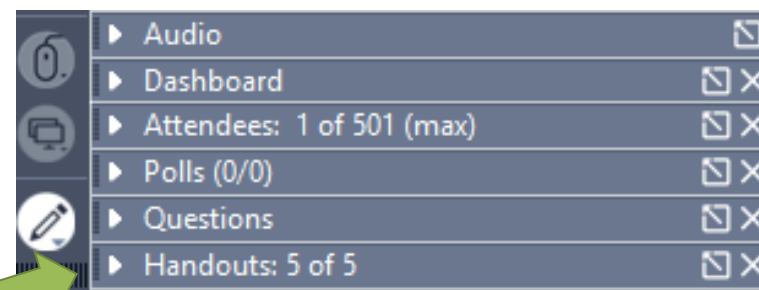 Audio
Dashboard
Attendees: 1 of 501 (max)
Polls (0/0)
Questions
Handouts: 5 of 5